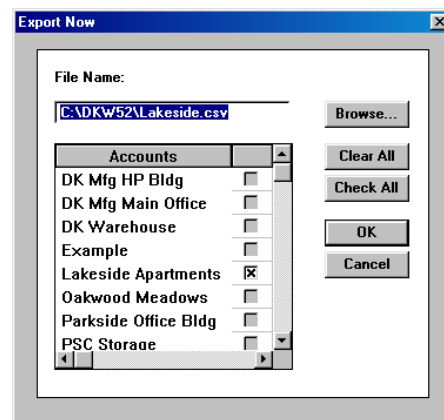 Export Now
File Name:
C:\DKW52\Lakeside.csv
Browse...
Accounts
Clear All
DK Mfg HP Bldg
Check All
DK Mfg Main Office
DK Warehouse
OK
Example
Lakeside Apartments
Cancel
Oakwood Meadows
Parkside Office Bldg
PSC Storage